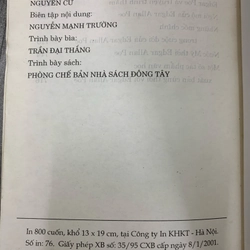 NGUYỄN CỪ
Biên tập nội dung:
NGUYỄN MẠNH TRƯỜNG
Trình bày bìa:
TRẦN ĐẠI THẮNG
Trình bày sách:
PHÒNG CHẾ BẢN NHÀ SÁCH ĐÔNG TÂY
In 800 cuốn, khổ 13 x 19 cm, tại Công ty In KHKT - Hà Nội.
Số in: 76. Giấy phép XB số: 35/95 CXB cấp ngày 8/1/2001.